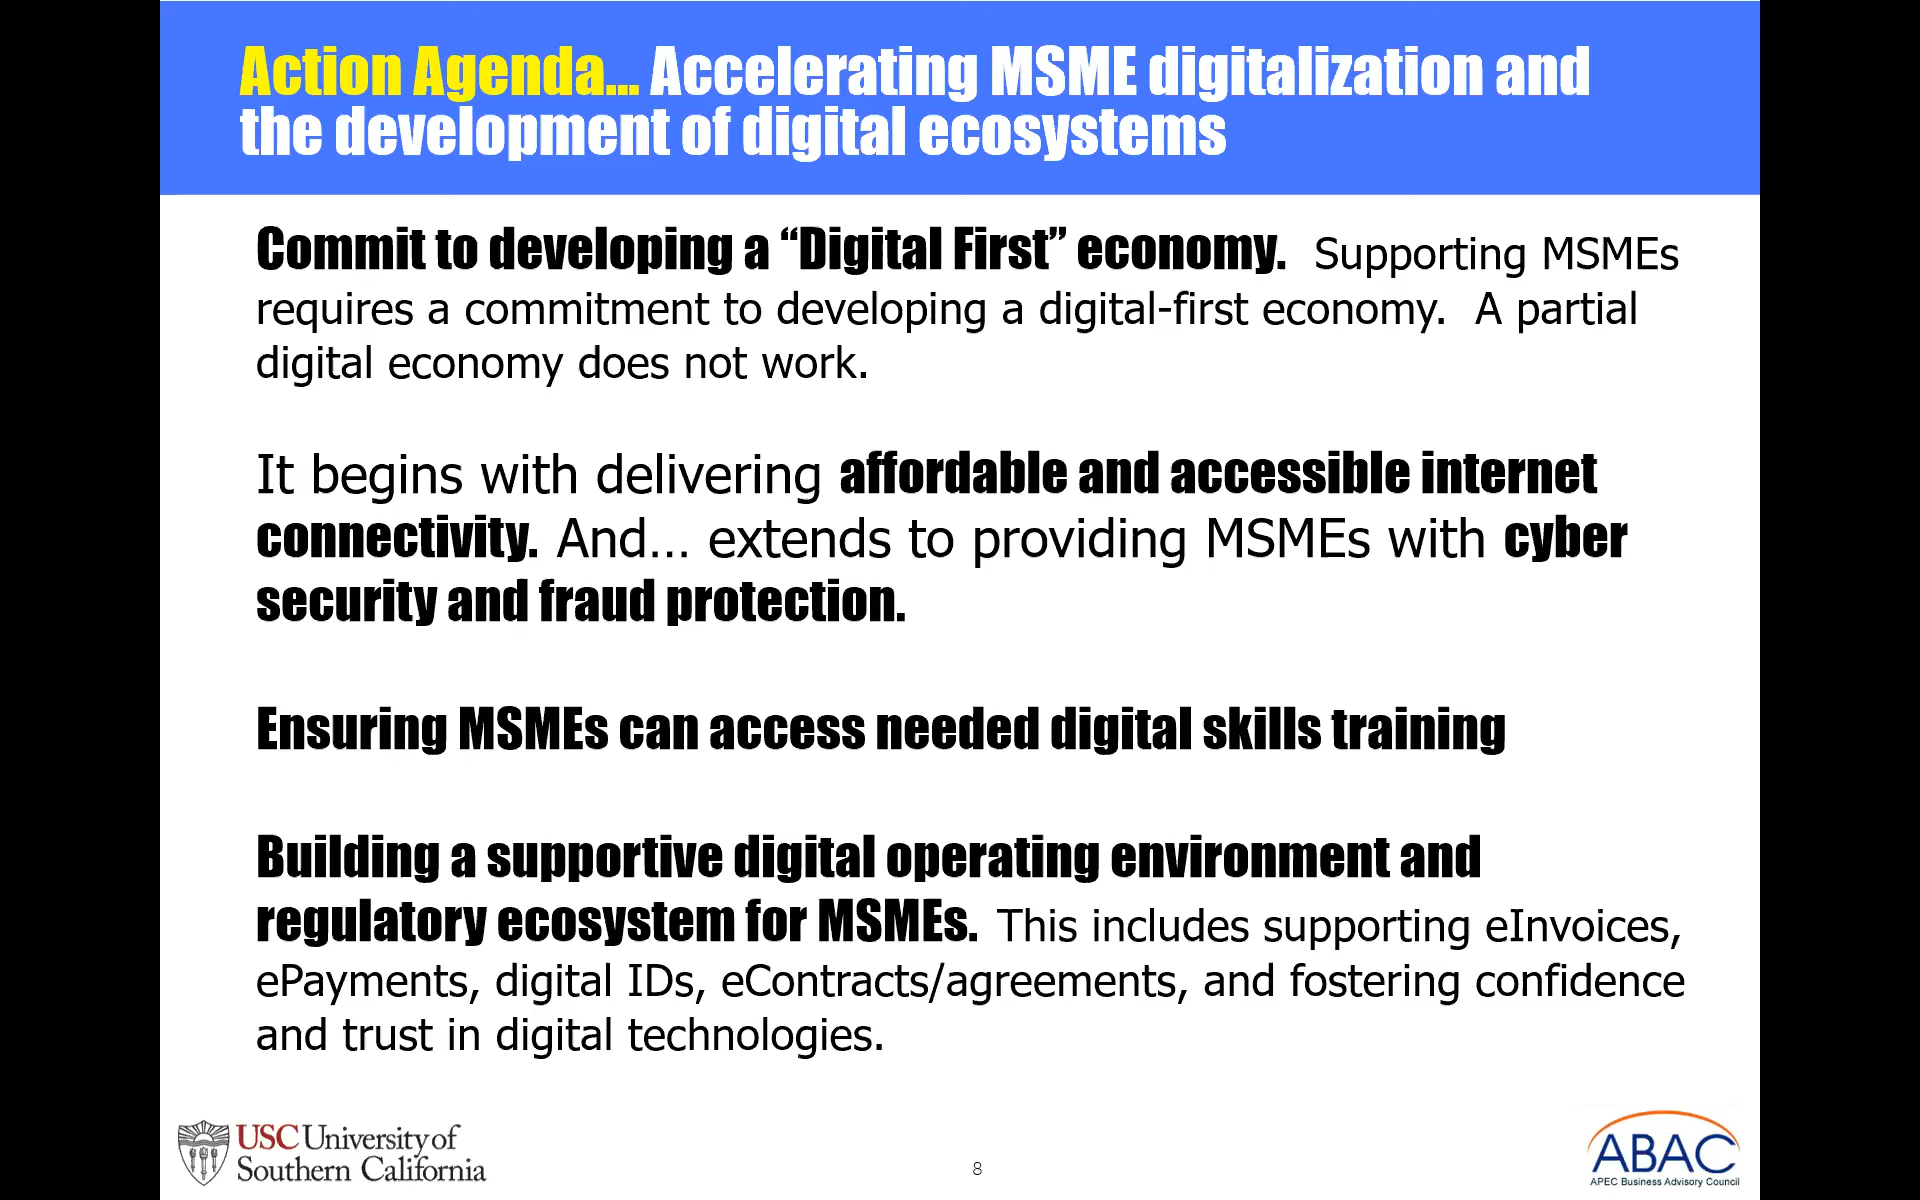 Action Agenda... Accelerating MSME digitalization and
the development of digital ecosystems
Commit to developing a “Digital First” economy. Supporting MSMEs
requires a commitment to developing a digital-first economy. A partial
digital economy does not work.
It begins with delivering affordable and accessible internet
connectivity. And... extends to providing MSMEs with cyber
security and fraud protection.
Ensuring MSMEs can access needed digital skills training
Building a supportive digital operating environment and
regulatory ecosystem for MSMEs. This includes supporting eInvoices,
ePayments, digital IDs, eContracts/agreements, and fostering confidence
and trust in digital technologies.
USC University of
Southern California
8
ABAC
APEC Business Advisory Council